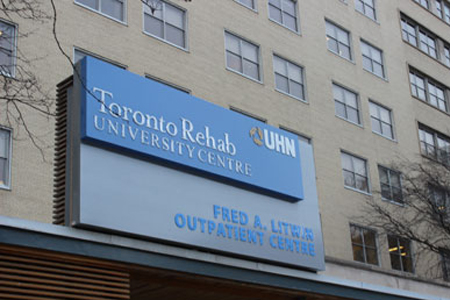 Toronto Rehab
UNIVERSITY CENTRE
UHN
FRED A. LITWIN
OUTPATIENT CENTRE